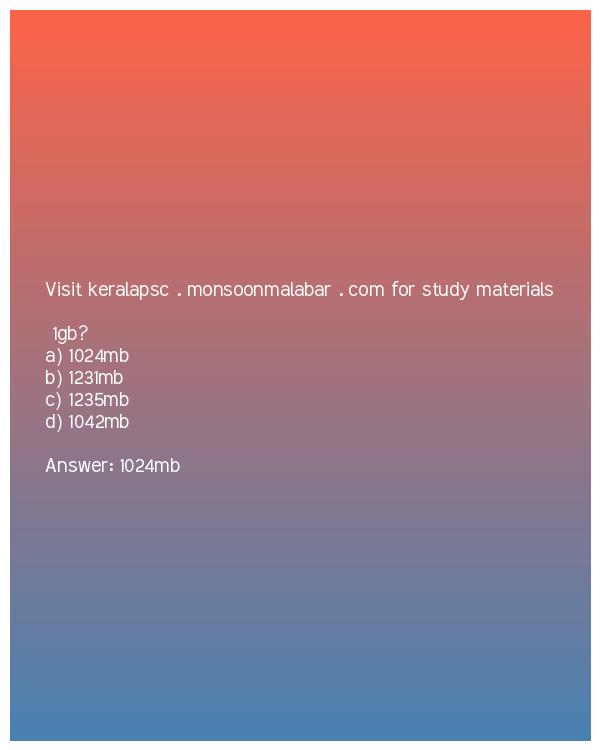 Visit keralapsc . monsoonmalabar . com for study materials
1gb?
a) 1024mb
b) 1231mb
c) 1235mb
d) 1042mb
Answer: 1024mb